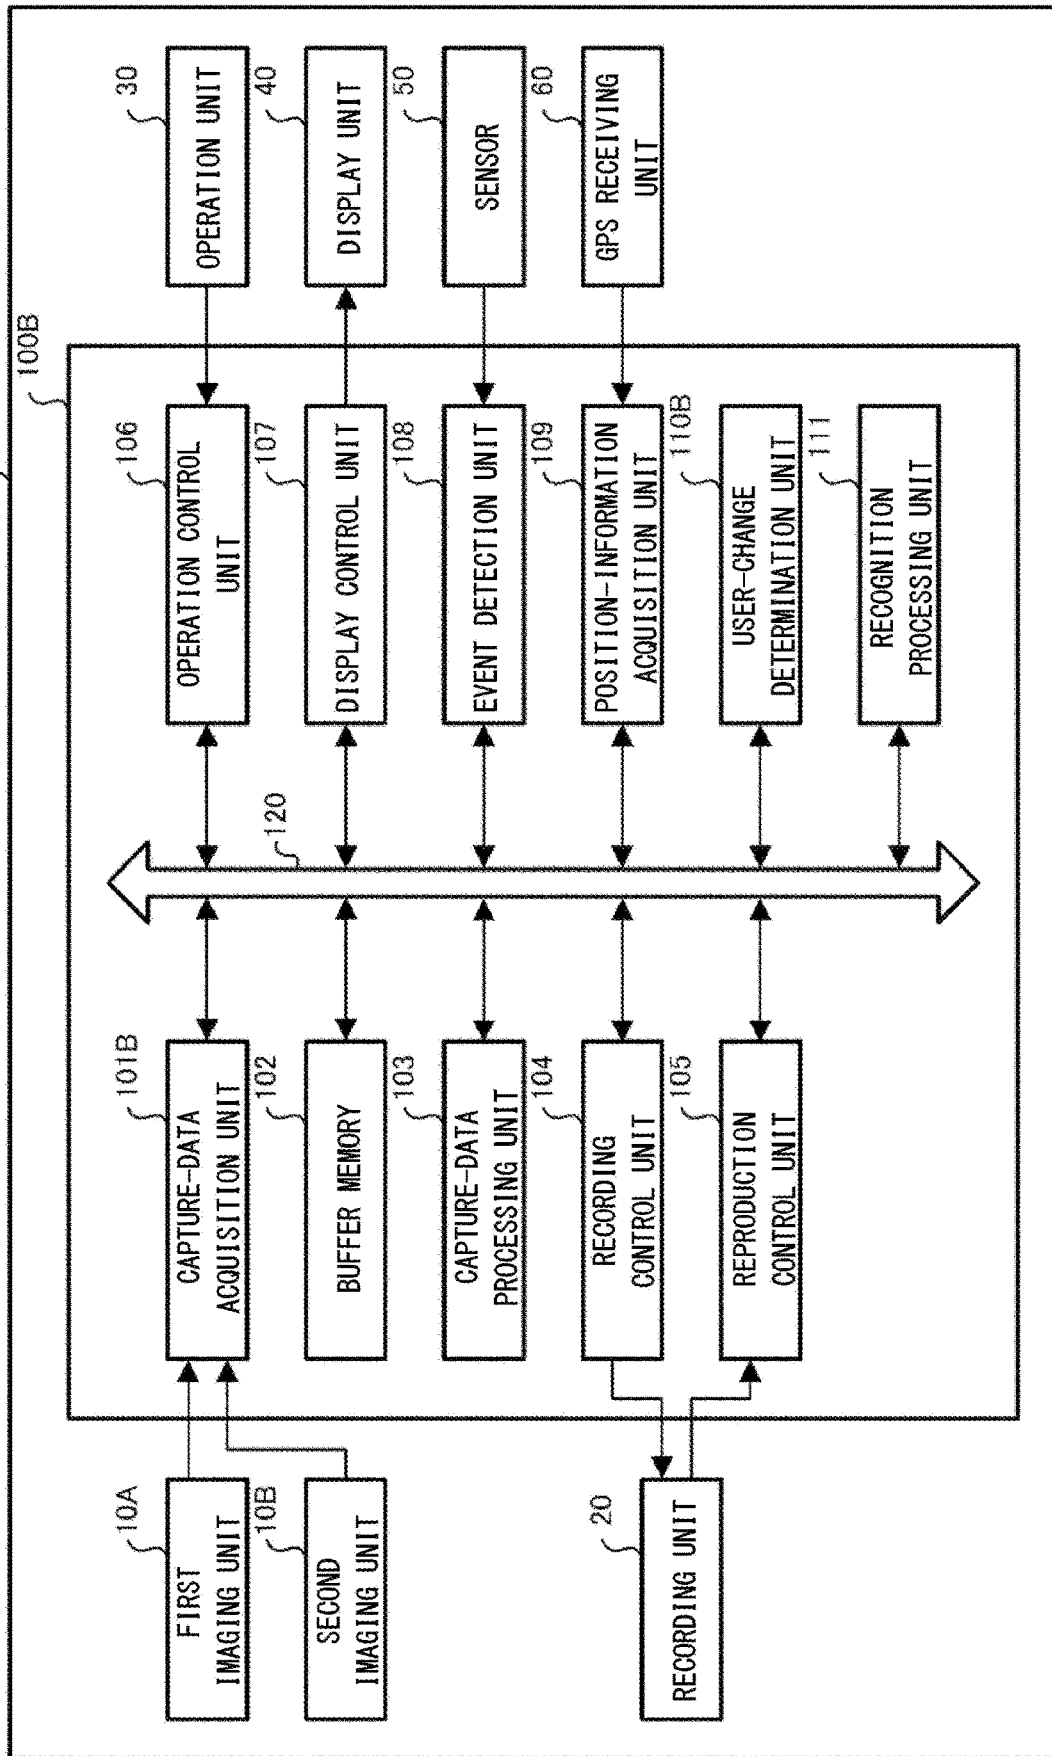 10A
FIRST
IMAGING UNIT
10B
SECOND
IMAGING UNIT
20
RECORDING UNIT
100B
101B
CAPTURE-DATA
ACQUISITION UNIT
102
BUFFER MEMORY
103
CAPTURE-DATA
PROCESSING UNIT
104
RECORDING
CONTROL UNIT
105
REPRODUCTION
CONTROL UNIT
120
106
OPERATION CONTROL
UNIT
107
DISPLAY CONTROL UNIT
108
EVENT DETECTION UNIT
109
POSITION-INFORMATION
ACQUISITION UNIT
110B
USER-CHANGE
DETERMINATION UNIT
111
RECOGNITION
PROCESSING UNIT
30
OPERATION UNIT
40
DISPLAY UNIT
50
SENSOR
60
GPS RECEIVING
UNIT